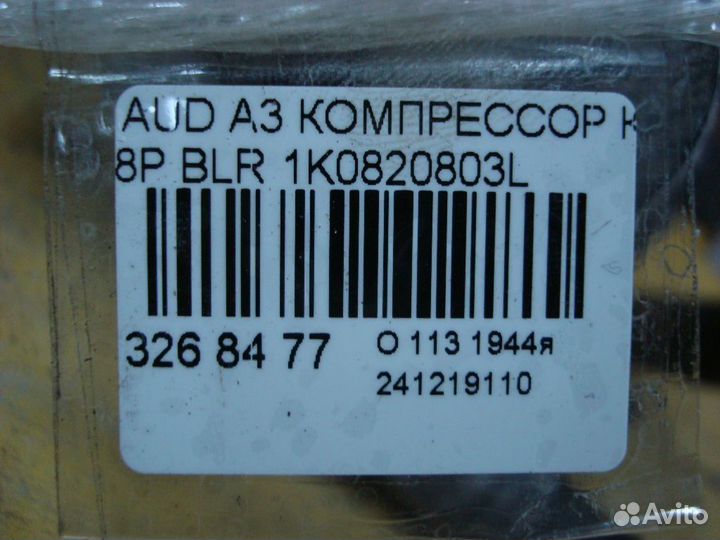 AUD A3 КОМПРЕССОР К
8P BLR 1K0820803L
326 84 77
О 113 1944я
241219110
Avito